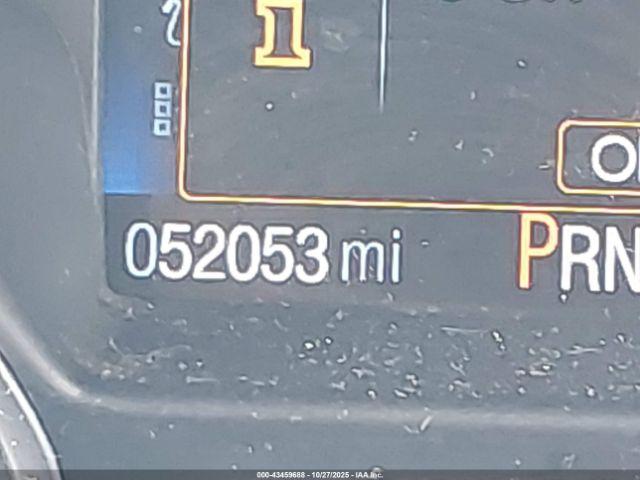 i
052053 mi
PRN
000-43459688 - 10/27/2025 - IAA Inc.